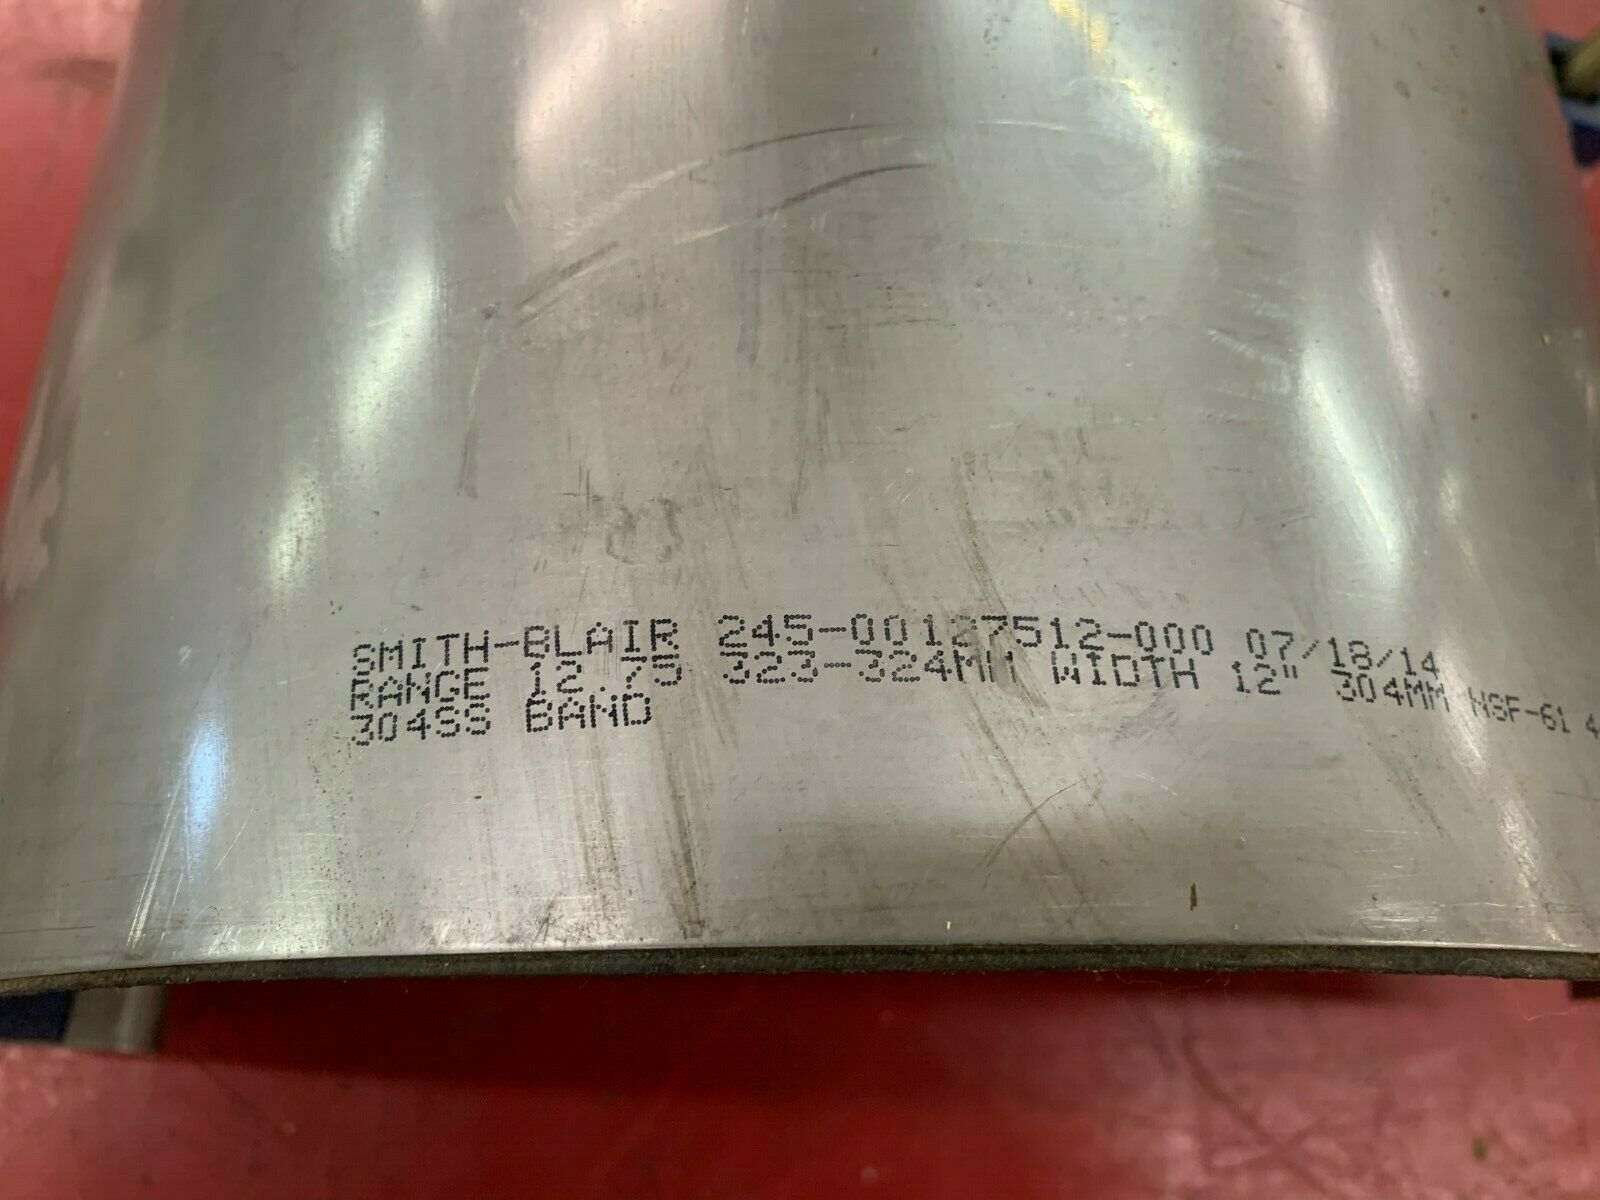 SMITH-BLAIR 245-00127512-000 07/18/14
RANGE 12.75 323-324MM WIDTH 12" 304MM NSF-61 4
304SS BAND